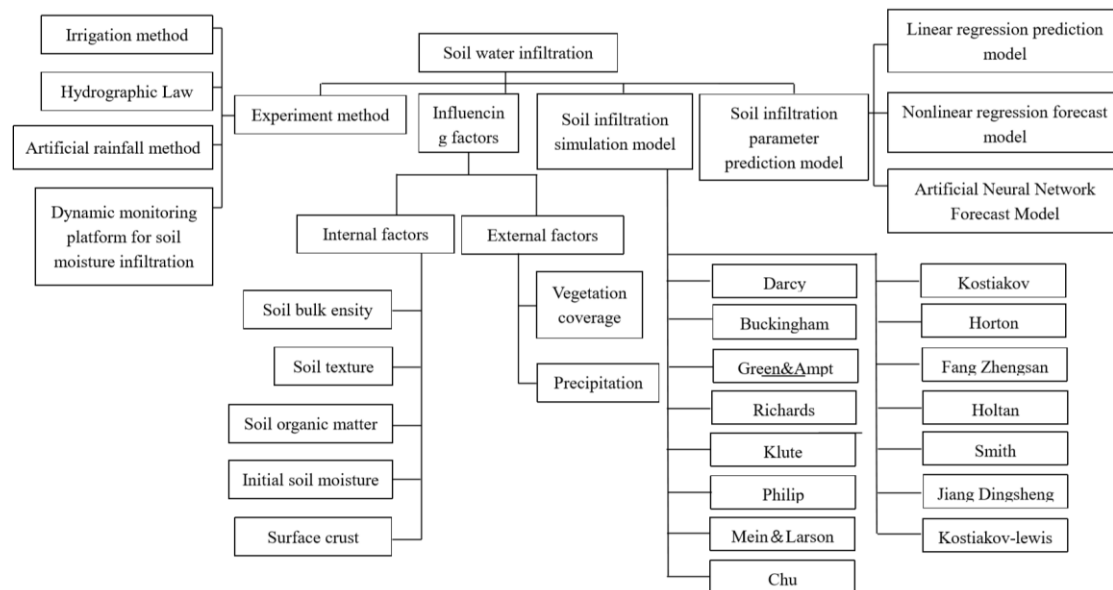 Soil water infiltration
Experiment method
Irrigation method
Hydrographic Law
Artificial rainfall method
Dynamic monitoring
platform for soil
moisture infiltration
Influencin
g factors
Internal factors
Soil bulk ensity
Soil texture
Soil organic matter
Initial soil moisture
Surface crust
External factors
Vegetation
coverage
Precipitation
Soil infiltration
simulation model
Darcy
Buckingham
Green&Ampt
Richards
Klute
Philip
Mein&Larson
Chu
Kostiakov
Horton
Fang Zhengsan
Holtan
Smith
Jiang Dingsheng
Kostiakov-lewis
Soil infiltration
parameter
prediction model
Linear regression prediction
model
Nonlinear regression forecast
model
Artificial Neural Network
Forecast Model